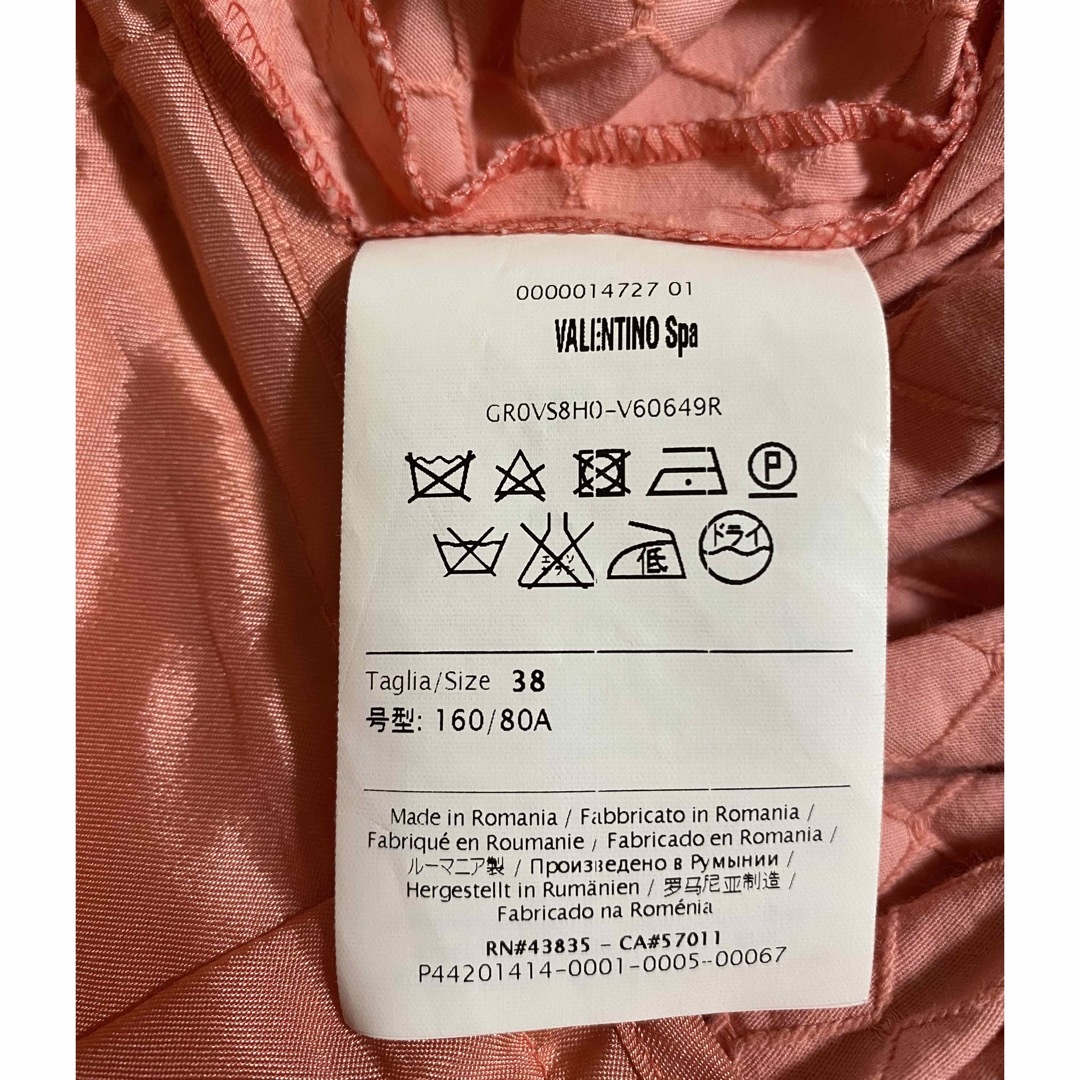 0000014727 01
VALENTINO Spa
GR0VS8H0-V60649R
P
エンソ ドライ
低
Taglia/Size 38
号型: 160/80A
Made in Romania / Fabbricato in Romania /
Fabriqué en Roumanie / Fabricado en Romania /
ルーマニア製 / Произведено в Румынии /
Hergestellt in Rumänien / 罗马尼亚制造 /
Fabricado na Roménia
RN#43835 - CA#57011
P44201414-0001-0005-00067